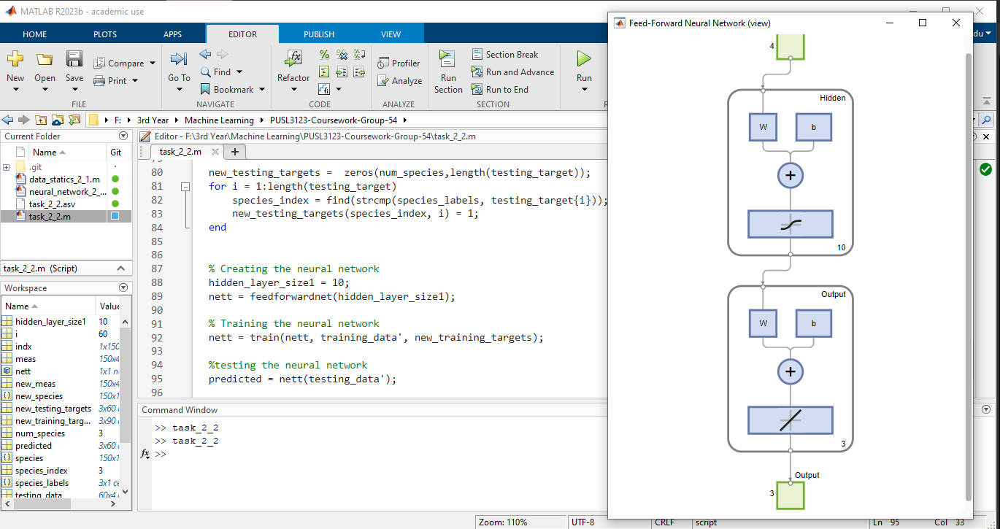 MATLAB R2023b - academic use
HOME PLOTS APPS EDITOR PUBLISH VIEW
New Open Save Compare Print
Go To Find Bookmark
Refactor
Profiler Analyze
Run Section
Section Break
Run and Advance
Run to End
Run
FILE NAVIGATE CODE ANALYZE SECTION
F: 3rd Year Machine Learning PUSL3123-Coursework-Group-54
Current Folder
Name Git
.git
data_statics_2_1.m
neural_network_2_...
task_2_2.asv
task_2_2.m
task_2_2.m (Script)
Workspace
Name Value
hidden_layer_size1 10
i 60
indx 1x150
meas 150x4
nett 1x1 n
new_meas 150x4
new_species 150x1
new_testing_targets 3x60
new_training_targ... 3x90
num_species 3
predicted 3x60
species 150x1
species_index 3
species_labels 3x1 ce
testing_data 60x4
Editor - F:\3rd Year\Machine Learning\PUSL3123-Coursework-Group-54\task_2_2.m
task_2_2.m
80 new_testing_targets =  zeros(num_species,length(testing_target));
81 for i = 1:length(testing_target)
82 species_index = find(strcmp(species_labels, testing_target{i}));
83 new_testing_targets(species_index, i) = 1;
84 end
85
86
87 % Creating the neural network
88 hidden_layer_size1 = 10;
89 nett = feedforwardnet(hidden_layer_size1);
90
91 % Training the neural network
92 nett = train(nett, training_data', new_training_targets);
93
94 %testing the neural network
95 predicted = nett(testing_data');
96
Command Window
>> task_2_2
>> task_2_2
fx >>
Zoom: 110% UTF-8 CRLF script Ln 95 Col 33
Feed-Forward Neural Network (view)
4
Hidden
W b
+
10
Output
W b
+
3
Output
3
du